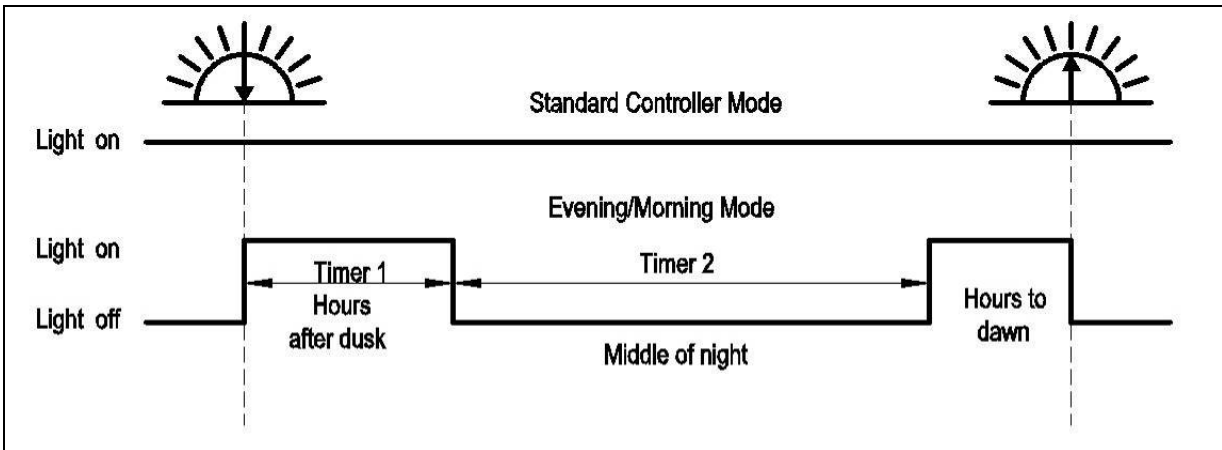 Standard Controller Mode
Light on
Evening/Morning Mode
Light on
Timer 1
Timer 2
Hours
after dusk
Hours to
dawn
Light off
Middle of night